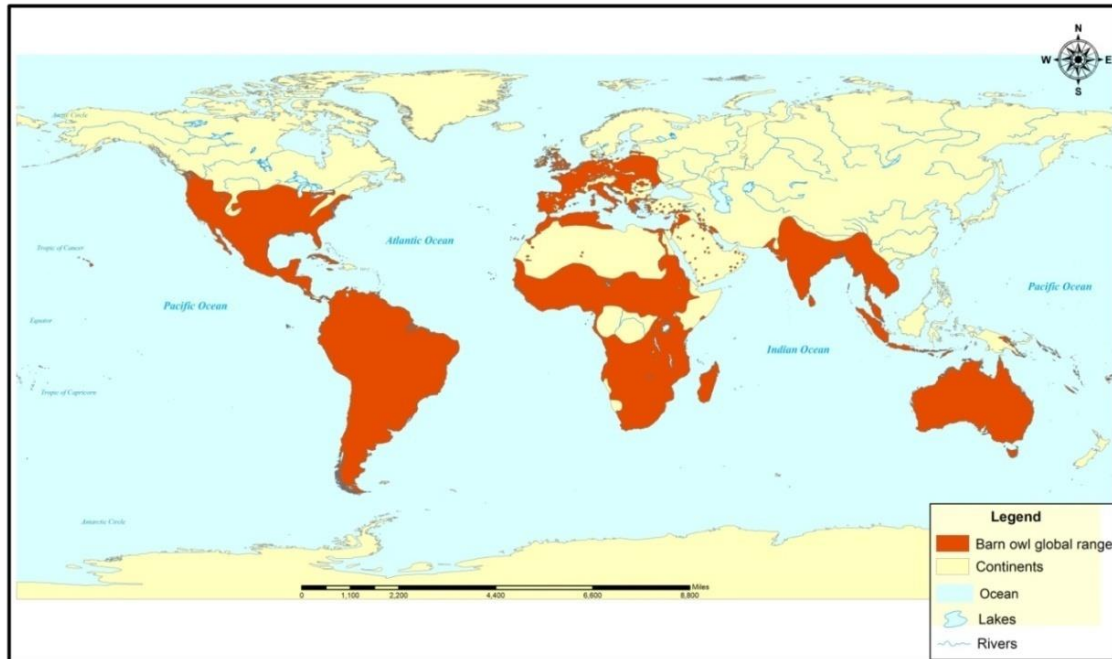 N
W E
S
Arctic Circle
Atlantic Ocean
Tropic of Cancer
Pacific Ocean
Pacific Ocean
Equator
Indian Ocean
Tropic of Capricorn
Antarctic Circle
Legend
Barn owl global range
Continents
Ocean
Lakes
Rivers
Miles
0 1,100 2,200 4,400 6,600 8,800